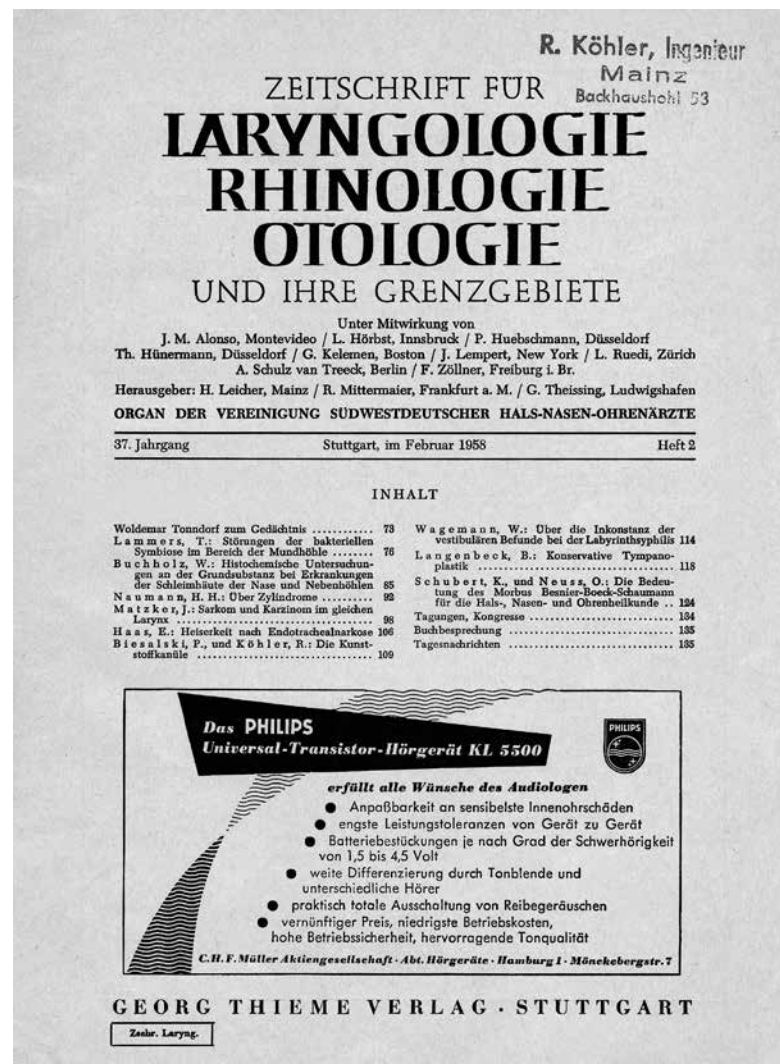 R. Köhler, Ingenieur
Mainz
Backhaushohl 53
ZEITSCHRIFT FÜR
LARYNGOLOGIE
RHINOLOGIE
OTOLOGIE
UND IHRE GRENZGEBIETE
Unter Mitwirkung von
J. M. Alonso, Montevideo / L. Hörbst, Innsbruck / P. Huebschmann, Düsseldorf
Th. Hünermann, Düsseldorf / G. Kelemen, Boston / J. Lempert, New York / L. Ruedi, Zürich
A. Schulz van Treeck, Berlin / F. Zöllner, Freiburg i. Br.
Herausgeber: H. Leicher, Mainz / R. Mittermaier, Frankfurt a. M. / G. Theissing, Ludwigshafen
ORGAN DER VEREINIGUNG SÜDWESTDEUTSCHER HALS-NASEN-OHRENÄRZTE
37. Jahrgang Stuttgart, im Februar 1958 Heft 2
INHALT
Woldemar Tonndorf zum Gedächtnis ............ 73
Lammers, T.: Störungen der bakteriellen
Symbiose im Bereich der Mundhöhle ........ 76
Buchholz, W.: Histochemische Untersuchun-
gen an der Grundsubstanz bei Erkrankungen
der Schleimhäute der Nase und Nebenhöhlen 85
Naumann, H. H.: Über Zylindrome .......... 92
Matzker, J.: Sarkom und Karzinom im gleichen
Larynx .................................... 98
Haas, E.: Heiserkeit nach Endotrachealnarkose 106
Biesalski, P., und Köhler, R.: Die Kunst-
stoffkanüle ................................ 109
Wagemann, W.: Über die Inkonstanz der
vestibulären Befunde bei der Labyrinthsyphilis 114
Langenbeck, B.: Konservative Tympano-
plastik .................................... 118
Schubert, K., und Neuss, O.: Die Bedeu-
tung des Morbus Besnier-Boeck-Schaumann
für die Hals-, Nasen- und Ohrenheilkunde .. 124
Tagungen, Kongresse .......................... 134
Buchbesprechung .............................. 135
Tagesnachrichten .............................. 135
Das PHILIPS
Universal-Transistor-Hörgerät KL 5500
PHILIPS
erfüllt alle Wünsche des Audiologen
● Anpaßbarkeit an sensibelste Innenohrschäden
● engste Leistungstoleranzen von Gerät zu Gerät
● Batteriebestückungen je nach Grad der Schwerhörigkeit
von 1,5 bis 4,5 Volt
● weite Differenzierung durch Tonblende und
unterschiedliche Hörer
● praktisch totale Ausschaltung von Reibegeräuschen
● vernünftiger Preis, niedrigste Betriebskosten,
hohe Betriebssicherheit, hervorragende Tonqualität
C.H.F. Müller Aktiengesellschaft · Abt. Hörgeräte · Hamburg 1 · Mönckebergstr. 7
GEORG THIEME VERLAG · STUTTGART
Zschr. Laryng.